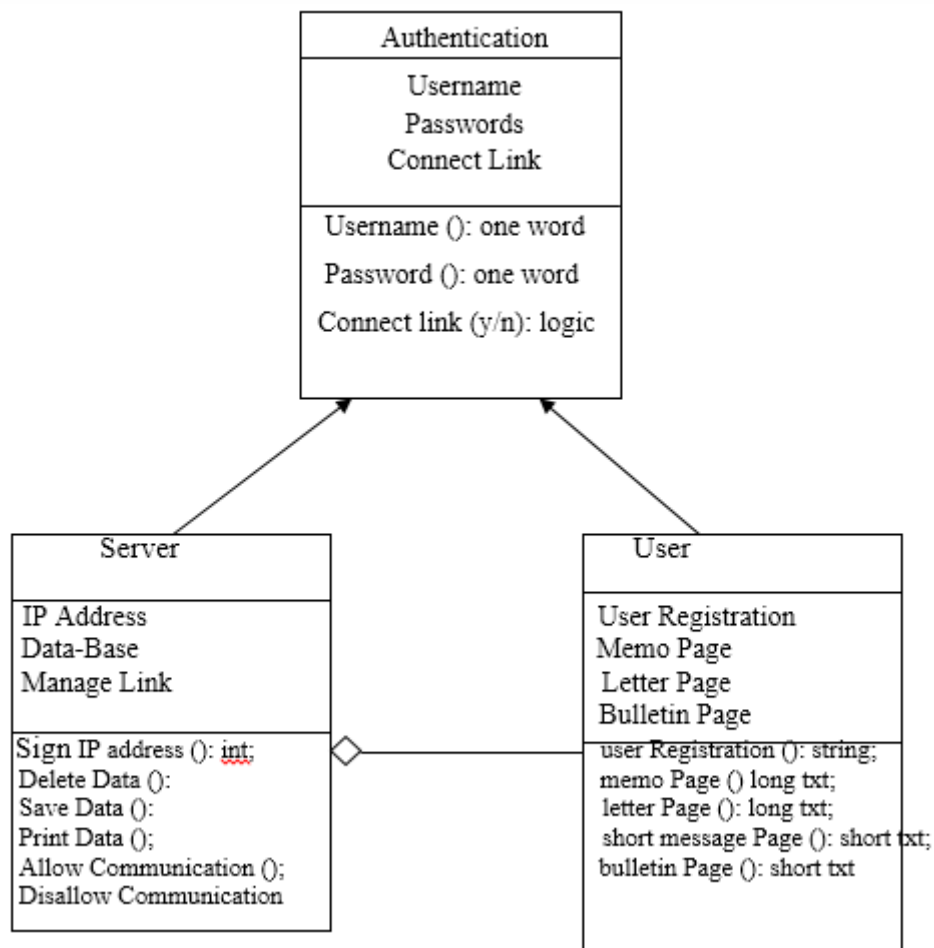 Authentication
Username
Passwords
Connect Link
Username (): one word
Password (): one word
Connect link (y/n): logic
Server
IP Address
Data-Base
Manage Link
Sign IP address (): int;
Delete Data ():
Save Data ():
Print Data ();
Allow Communication ();
Disallow Communication
User
User Registration
Memo Page
Letter Page
Bulletin Page
user Registration (): string;
memo Page () long txt;
letter Page (): long txt;
short message Page (): short txt;
bulletin Page (): short txt